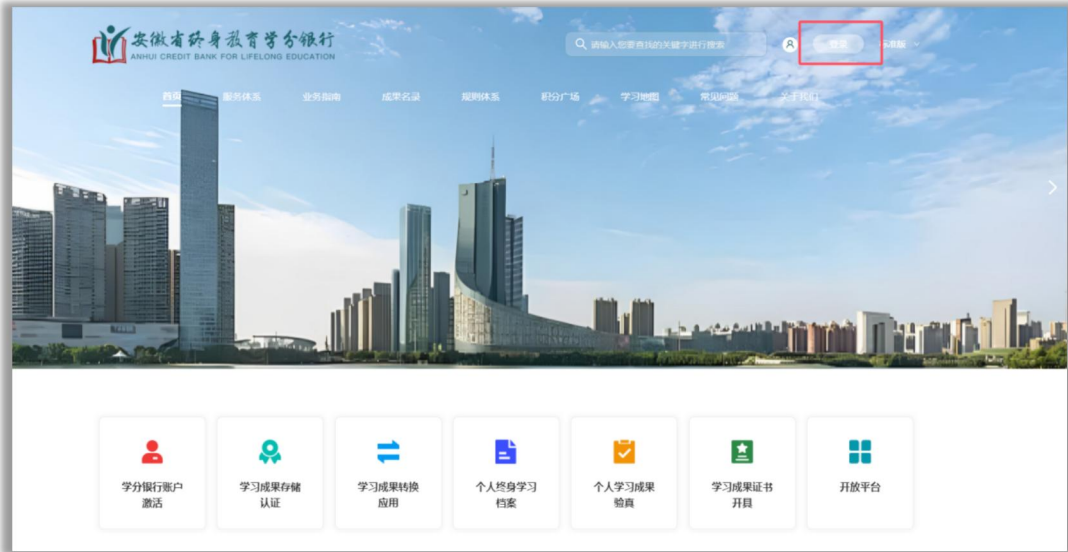 安徽省终身教育学分银行
ANHUI CREDIT BANK FOR LIFELONG EDUCATION
请输入您要查找的关键字进行搜索
登录
标准版
首页 服务体系 业务指南 成果名录 规则体系 积分广场 学习地图 常见问题 关于我们
学分银行账户
激活
学习成果存储
认证
学习成果转换
应用
个人终身学习
档案
个人学习成果
验真
学习成果证书
开具
开放平台